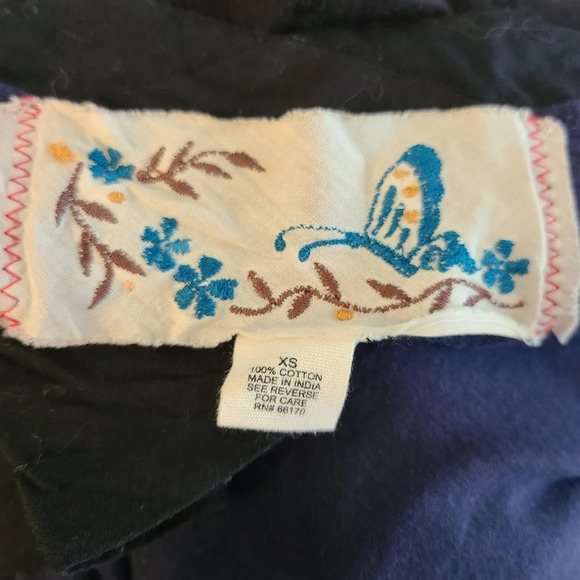 XS
100% COTTON
MADE IN INDIA
SEE REVERSE
FOR CARE
RN# 66170